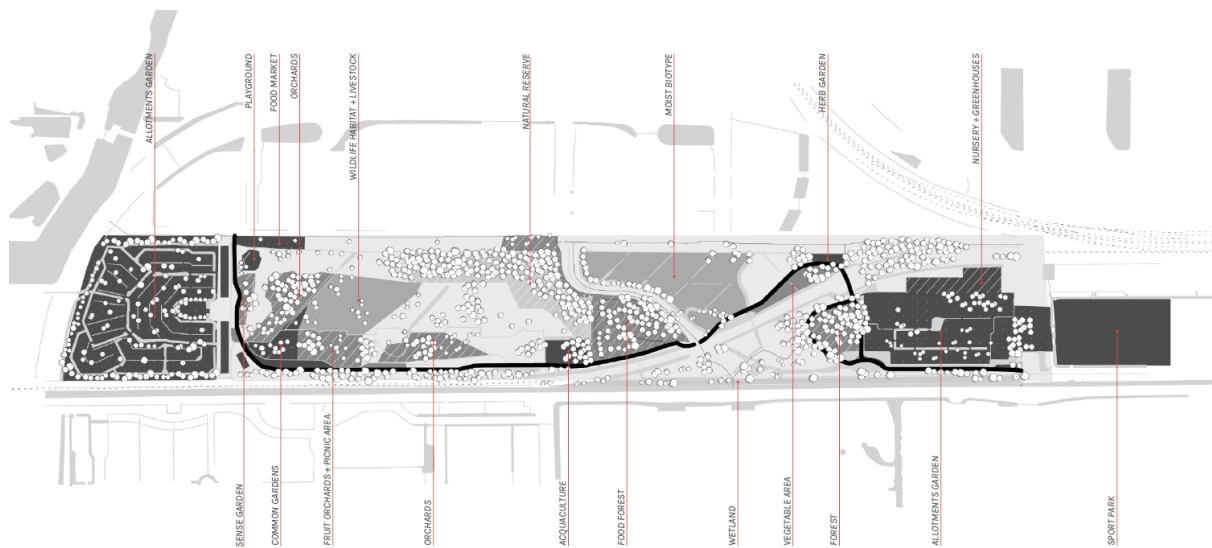 ALLOTMENTS GARDEN
PLAYGROUND
FOOD MARKET
ORCHARDS
WILDLIFE HABITAT + LIVESTOCK
NATURAL RESERVE
MOIST BIOTYPE
HERB GARDEN
NURSERY + GREENHOUSES
SENSE GARDEN
COMMON GARDENS
FRUIT ORCHARDS + PICNIC AREA
ORCHARDS
ACQUACULTURE
FOOD FOREST
WETLAND
VEGETABLE AREA
FOREST
ALLOTMENTS GARDEN
SPORT PARK